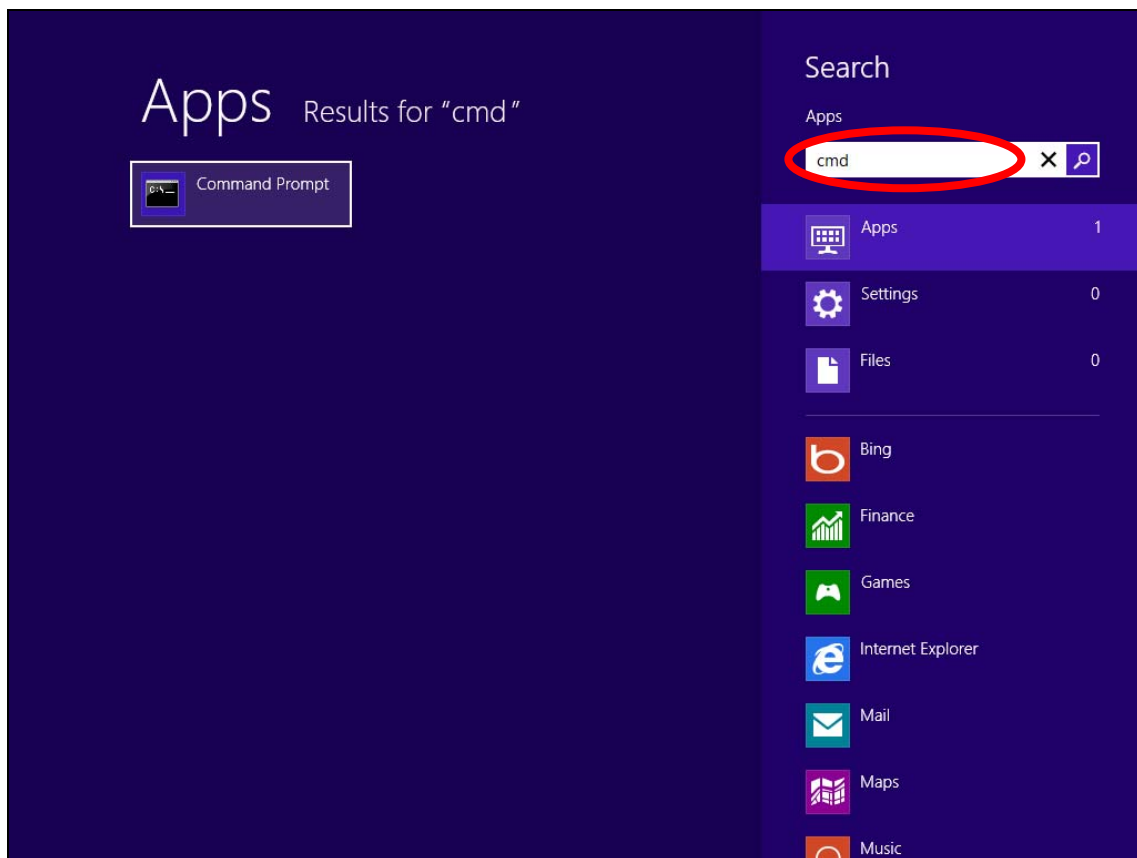 Apps Results for “cmd”
Command Prompt
C:\_
Search
Apps
cmd
Apps 1
Settings 0
Files 0
Bing
Finance
Games
Internet Explorer
Mail
Maps
Music